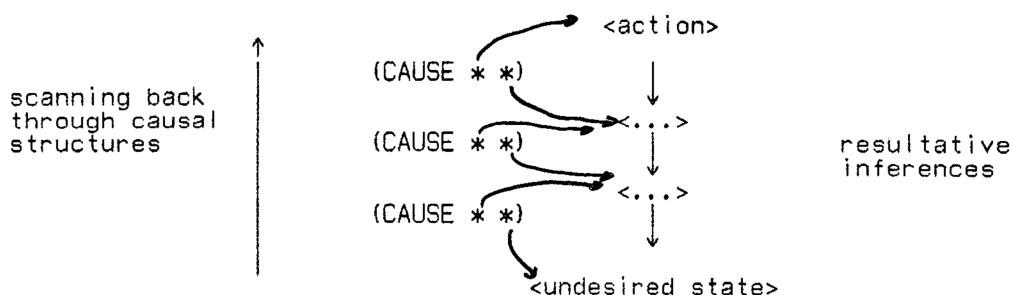 <action>
(CAUSE * *)
scanning back
through causal
structures
<...>
(CAUSE * *)
resultative
inferences
<...>
(CAUSE * *)
<undesired state>